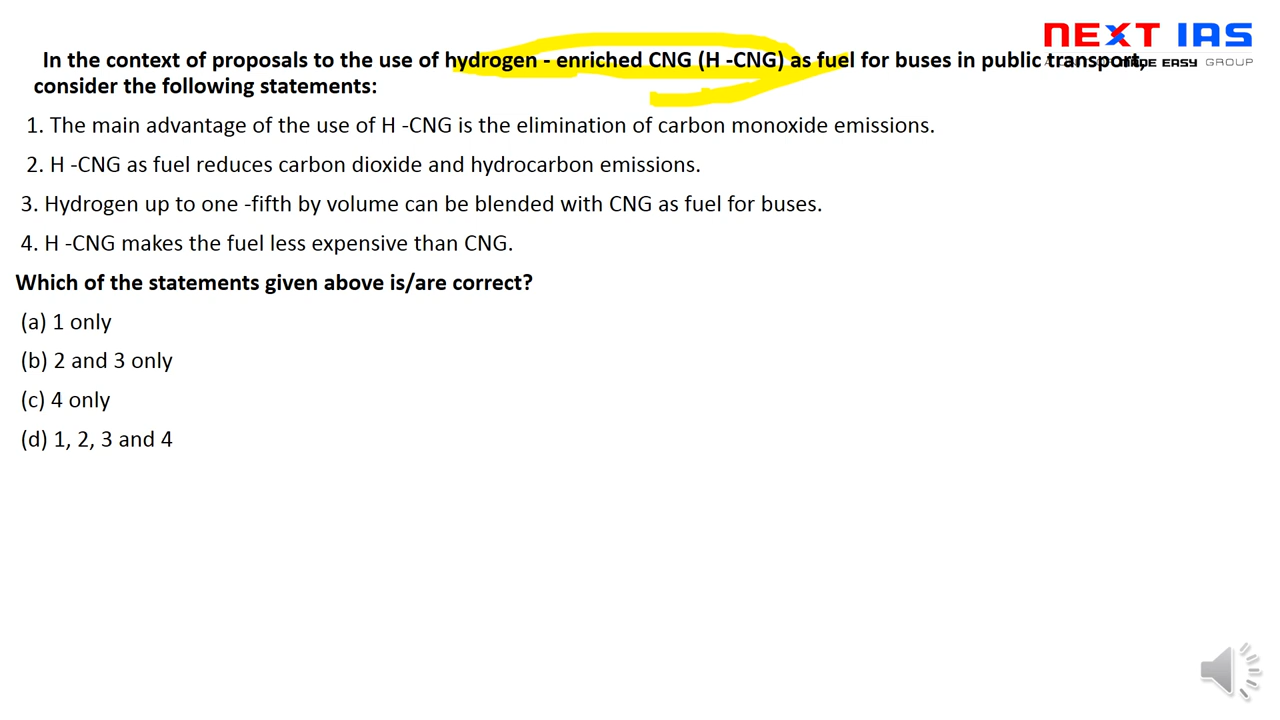 NEXT IAS
In the context of proposals to the use of hydrogen - enriched CNG (H -CNG) as fuel for buses in public transport,
MADE EASY GROUP
consider the following statements:
1. The main advantage of the use of H -CNG is the elimination of carbon monoxide emissions.
2. H -CNG as fuel reduces carbon dioxide and hydrocarbon emissions.
3. Hydrogen up to one -fifth by volume can be blended with CNG as fuel for buses.
4. H -CNG makes the fuel less expensive than CNG.
Which of the statements given above is/are correct?
(a) 1 only
(b) 2 and 3 only
(c) 4 only
(d) 1, 2, 3 and 4